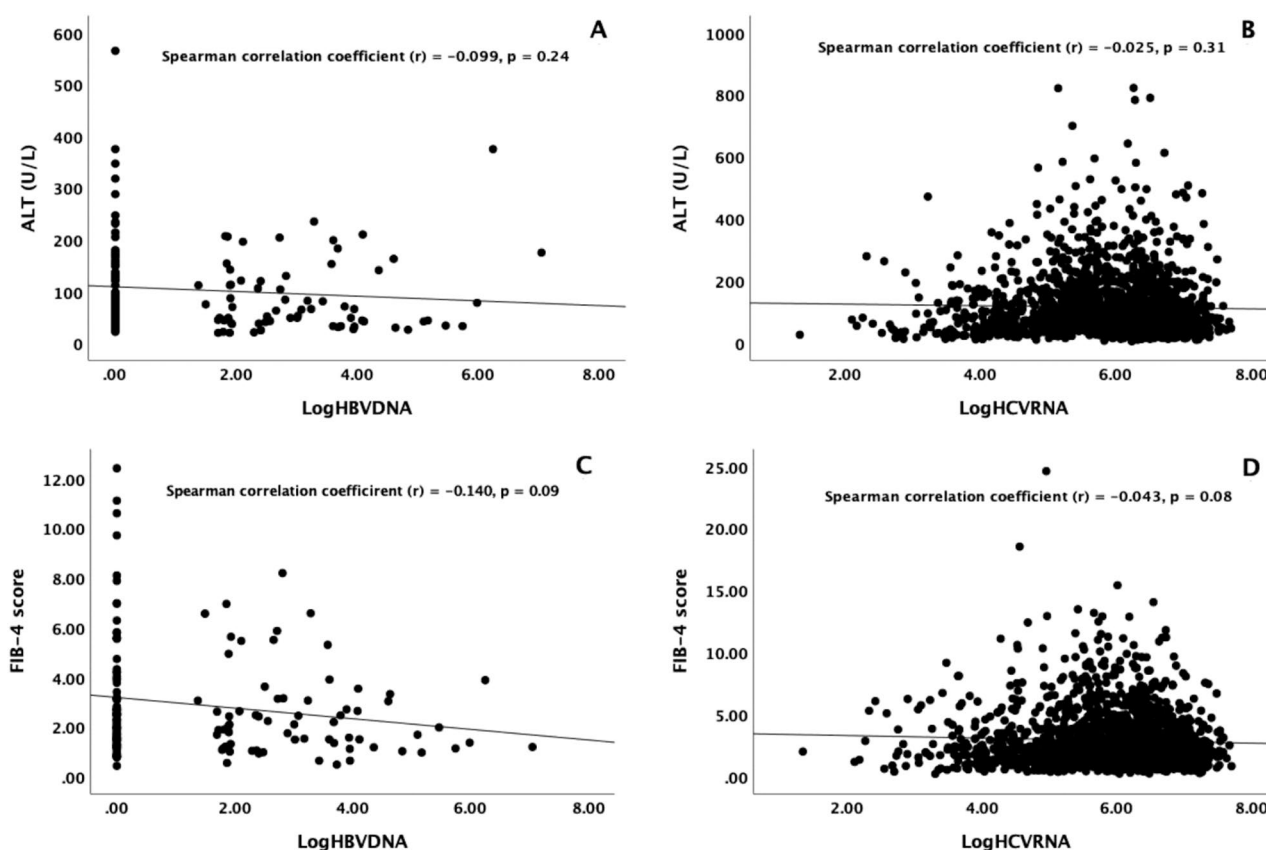 A
Spearman correlation coefficient (r) = −0.099, p = 0.24
600
500
400
300
200
100
0
ALT (U/L)
.00 2.00 4.00 6.00 8.00
LogHBVDNA
B
Spearman correlation coefficient (r) = −0.025, p = 0.31
1000
800
600
400
200
0
ALT (U/L)
2.00 4.00 6.00 8.00
LogHCVRNA
C
Spearman correlation coefficirent (r) = −0.140, p = 0.09
12.00
10.00
8.00
6.00
4.00
2.00
.00
FIB-4 score
.00 2.00 4.00 6.00 8.00
LogHBVDNA
D
Spearman correlation coefficient (r) = −0.043, p = 0.08
25.00
20.00
15.00
10.00
5.00
.00
FIB-4 score
2.00 4.00 6.00 8.00
LogHCVRNA